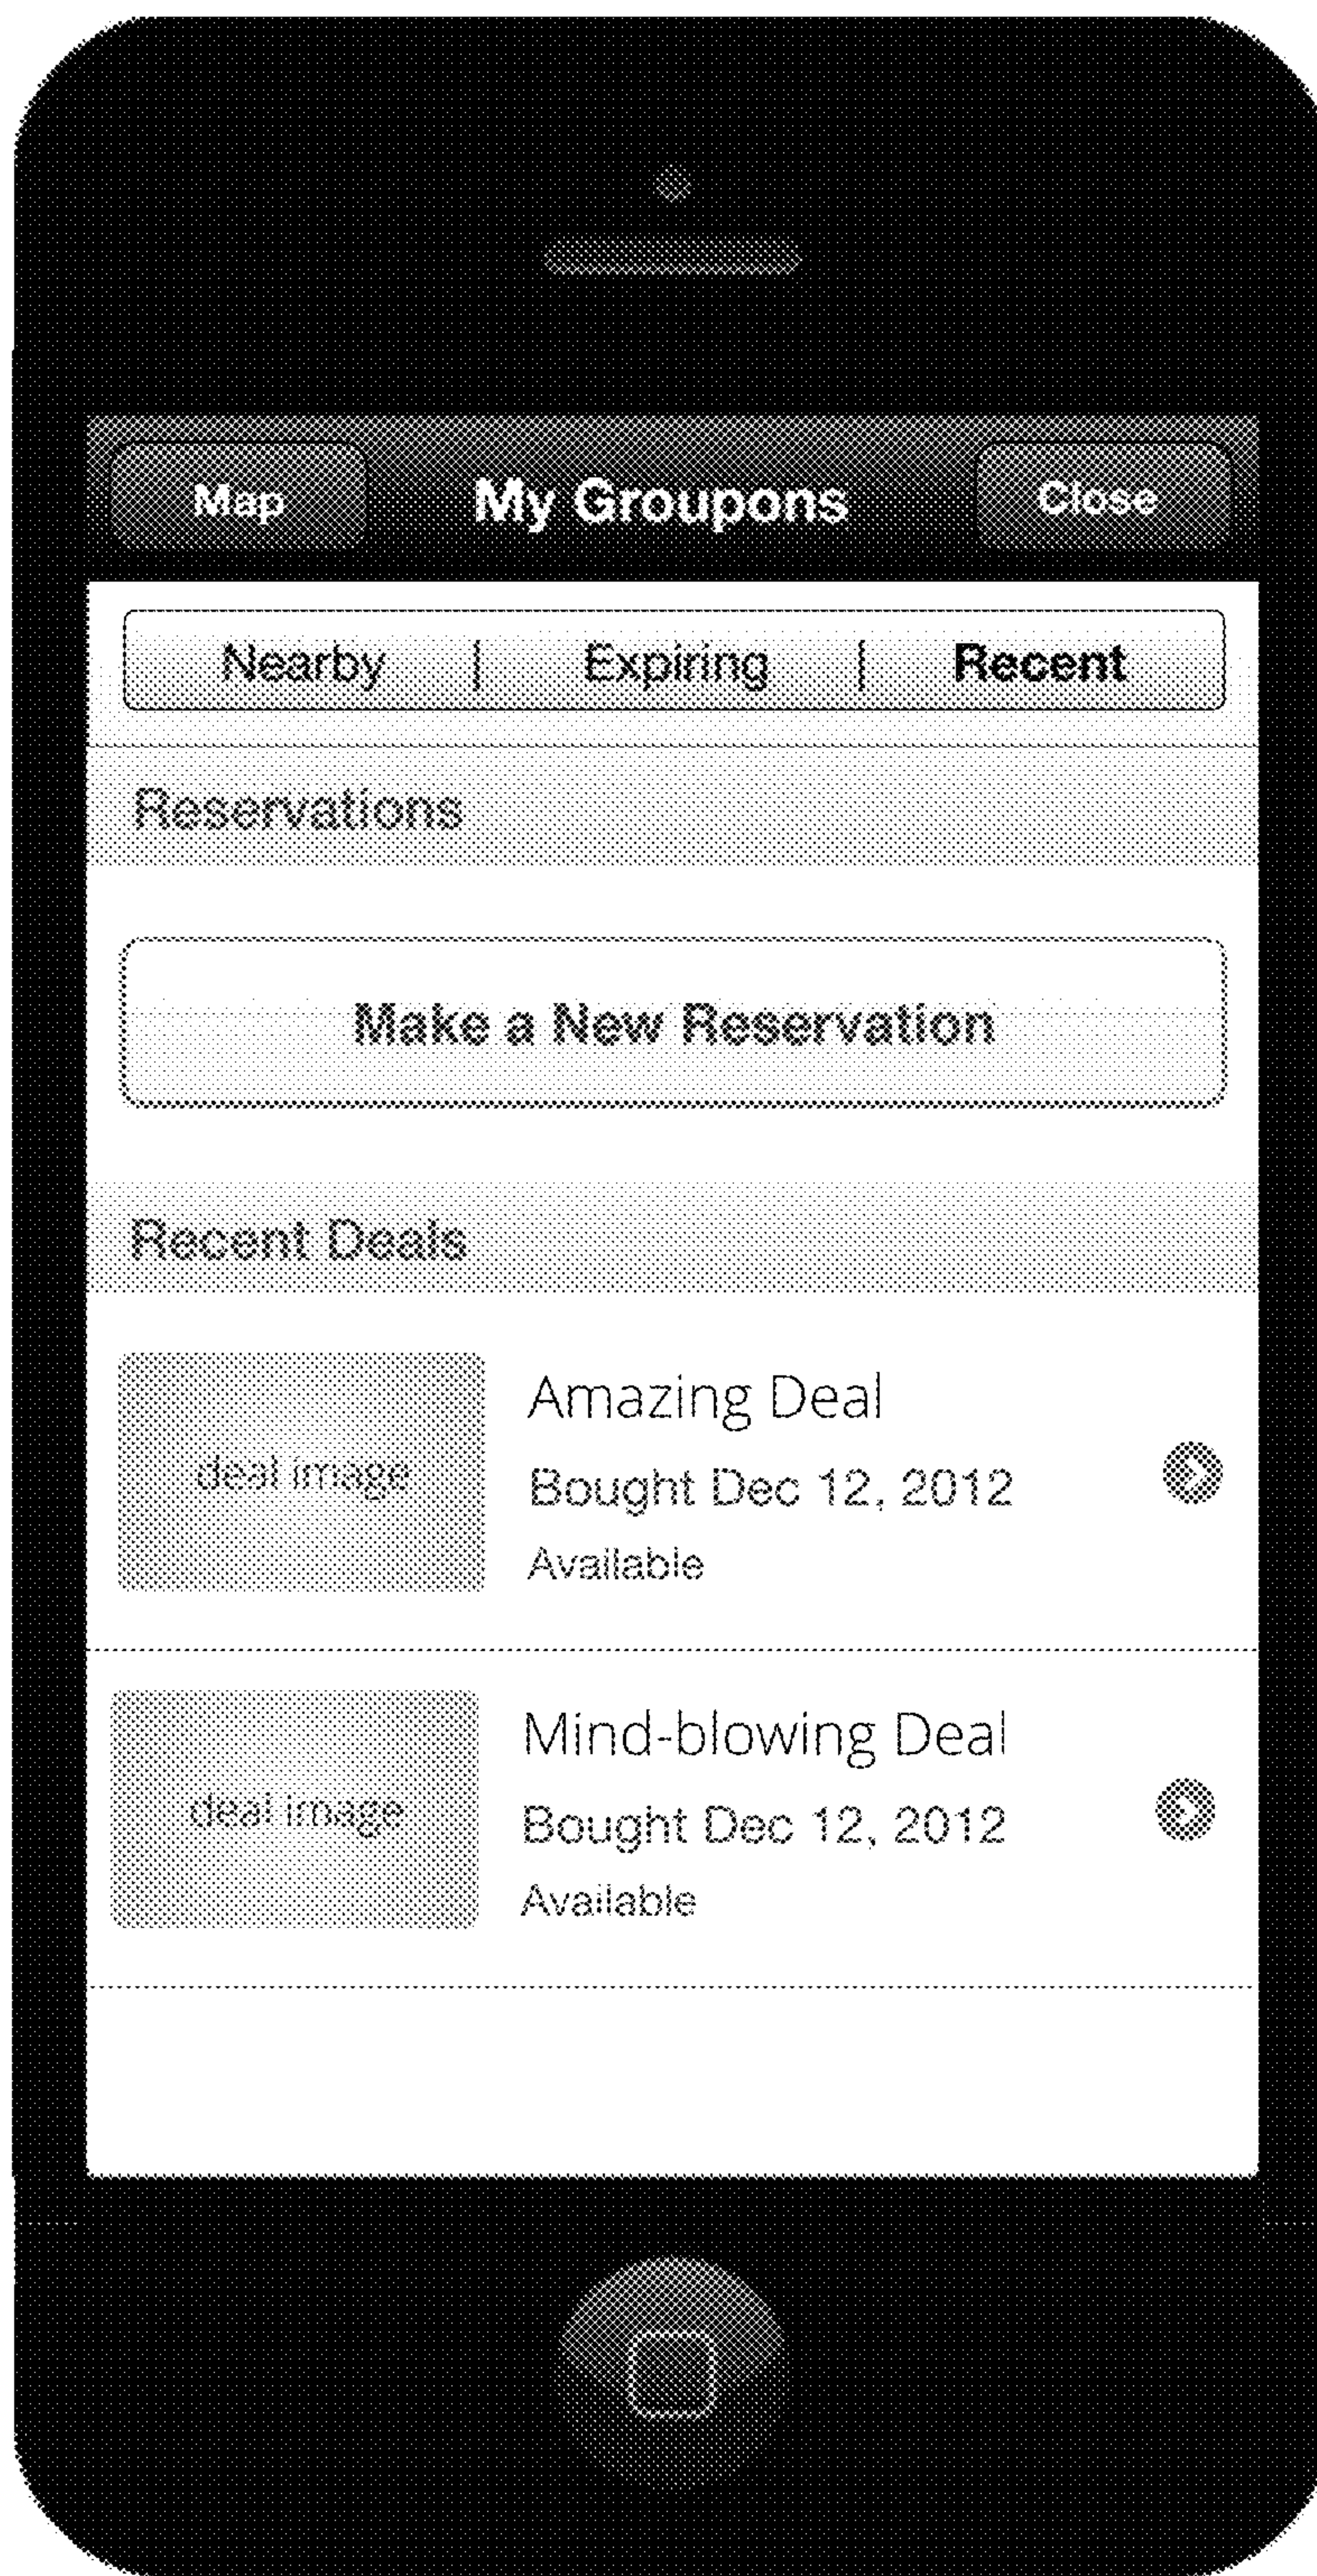 Map My Groupons Close
Nearby | Expiring | Recent
Reservations
Make a New Reservation
Recent Deals
deal image
Amazing Deal
Bought Dec 12, 2012
Available
deal image
Mind-blowing Deal
Bought Dec 12, 2012
Available